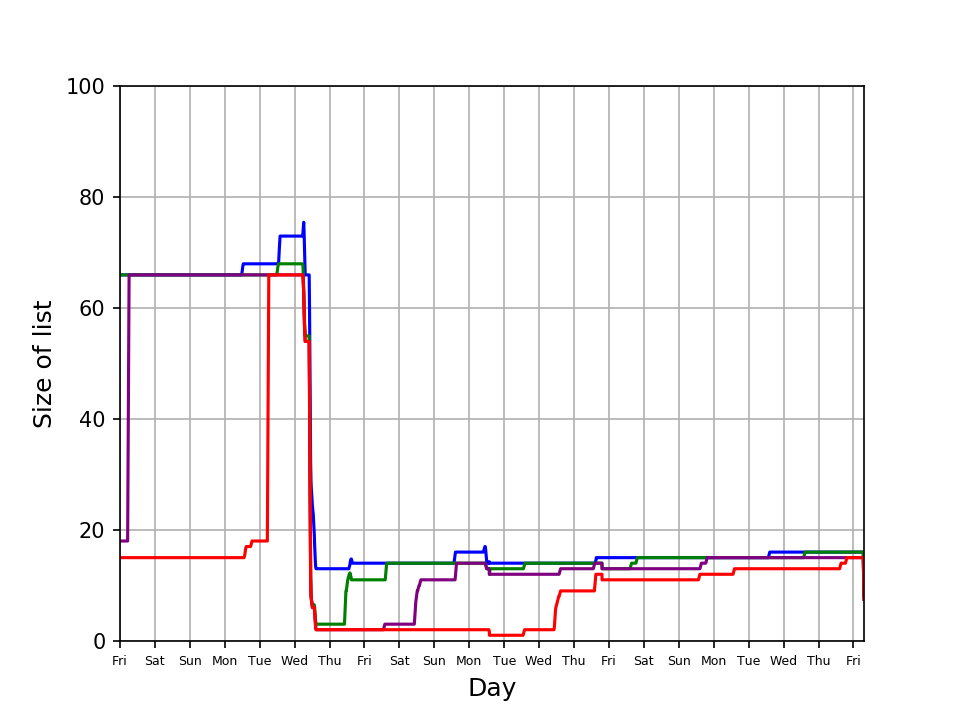 100
80
60
40
20
0
Size of list
Fri Sat Sun Mon Tue Wed Thu Fri Sat Sun Mon Tue Wed Thu Fri Sat Sun Mon Tue Wed Thu Fri
Day